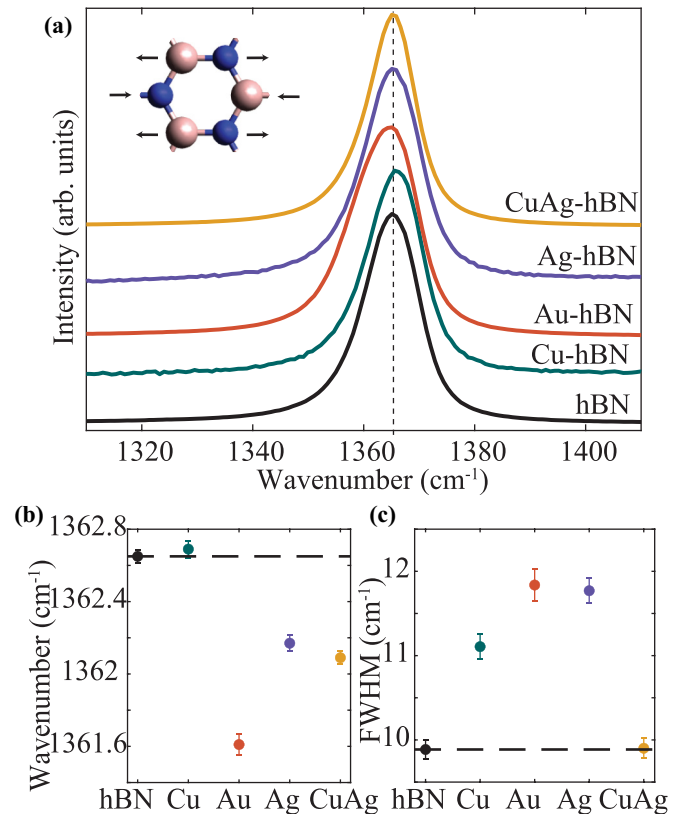 (a)
Intensity (arb. units)
CuAg-hBN
Ag-hBN
Au-hBN
Cu-hBN
hBN
1320 1340 1360 1380 1400
Wavenumber (cm⁻¹)
(b)
Wavenumber (cm⁻¹)
1362.8
1362.4
1362
1361.6
hBN Cu Au Ag CuAg
(c)
FWHM (cm⁻¹)
12
11
10
hBN Cu Au Ag CuAg